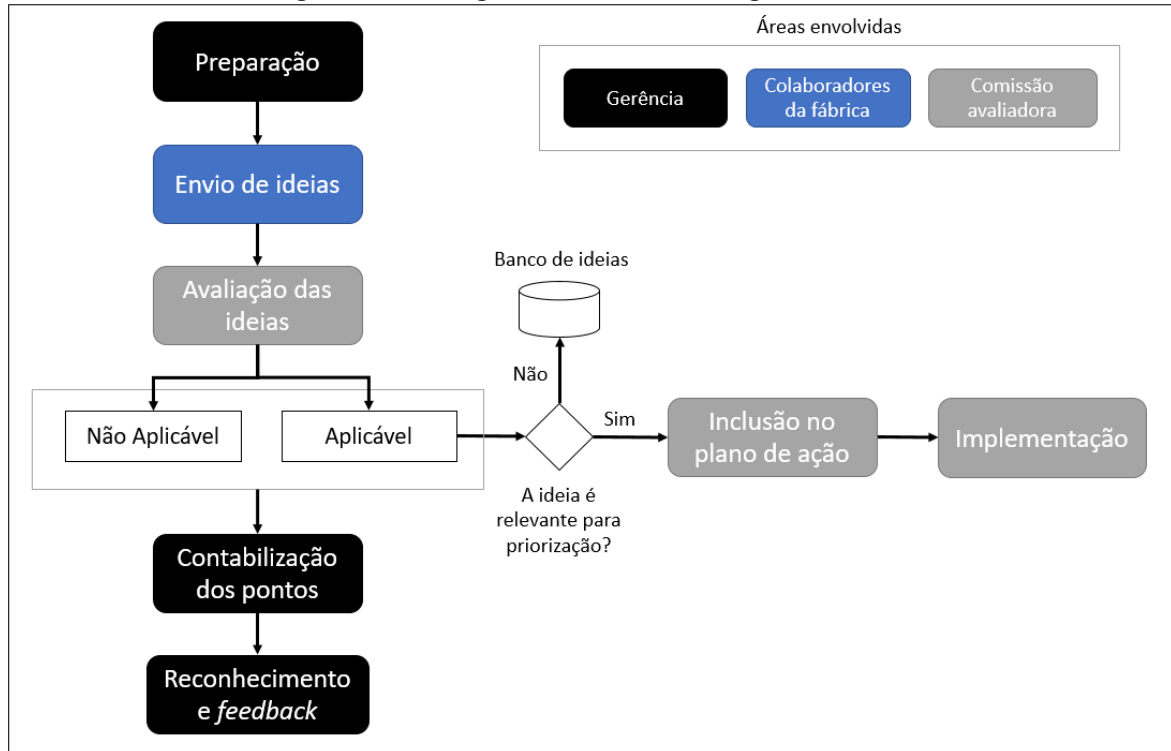 Preparação
Áreas envolvidas
Gerência
Colaboradores
da fábrica
Comissão
avaliadora
Envio de ideias
Avaliação das
ideias
Banco de ideias
Não
Sim
Não Aplicável
Aplicável
Inclusão no
plano de ação
Implementação
A ideia é
relevante para
priorização?
Contabilização
dos pontos
Reconhecimento
e feedback